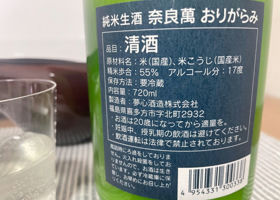 純米生酒 奈良萬 おりがらみ
品目：清酒
原材料名：米（国産）、米こうじ（国産米）
精米歩合：55％ アルコール分：17度
保存方法：要冷蔵
内容量：720ml
製造者：夢心酒造株式会社
福島県喜多方市字北町2932
・お酒は20歳になってから適量を。
・妊娠中、授乳期の飲酒は避けてください。
・飲酒運転は法律で禁止されております。
4 954331 30033